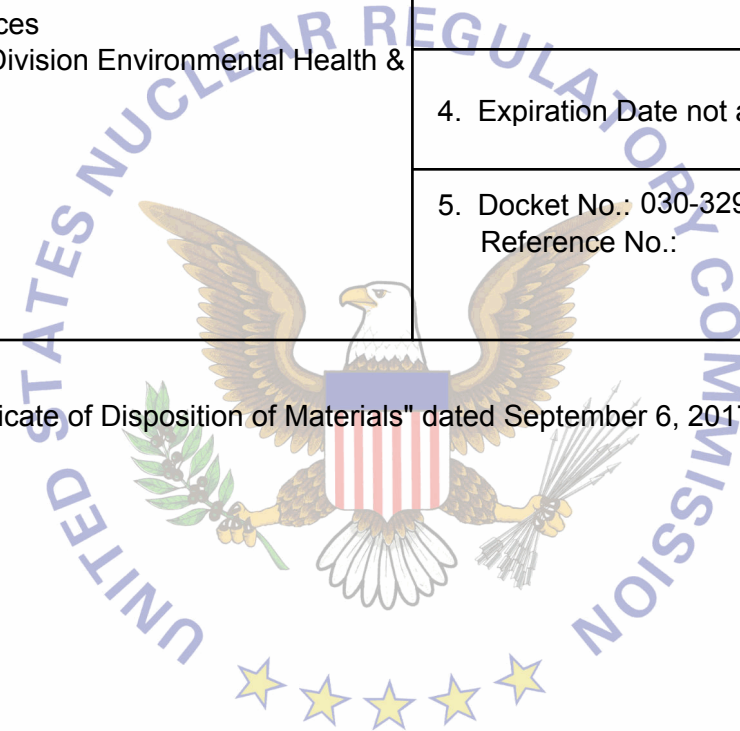 ces
Division Environmental Health &
4. Expiration Date not a
5. Docket No.: 030-329
Reference No.:
icate of Disposition of Materials" dated September 6, 2017
UNITED STATES NUCLEAR REGULATORY COMMISSION